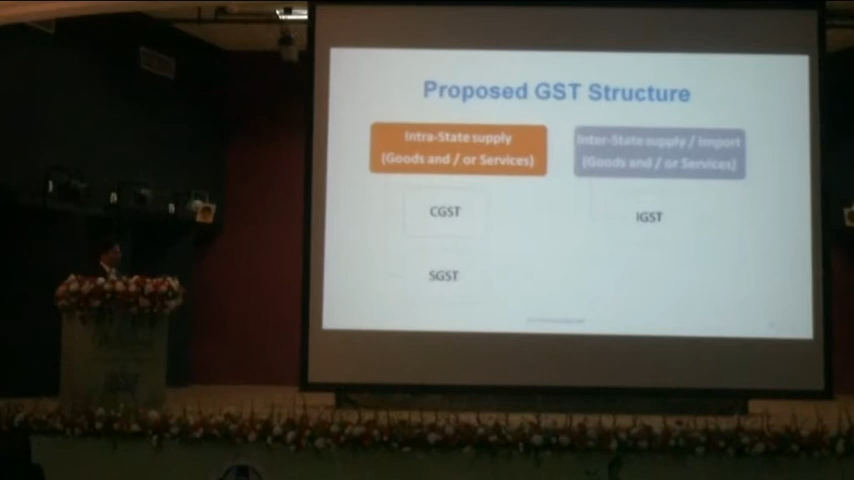 Proposed GST Structure
Intra-State supply
(Goods and / or Services)
Inter-State supply / Import
(Goods and / or Services)
CGST
IGST
SGST